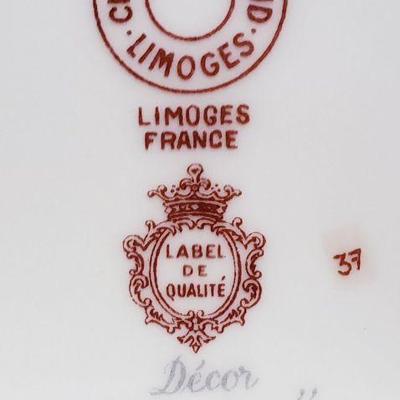 · LIMOGES ·
LIMOGES
FRANCE
LABEL
DE
QUALITÉ
37
Décor